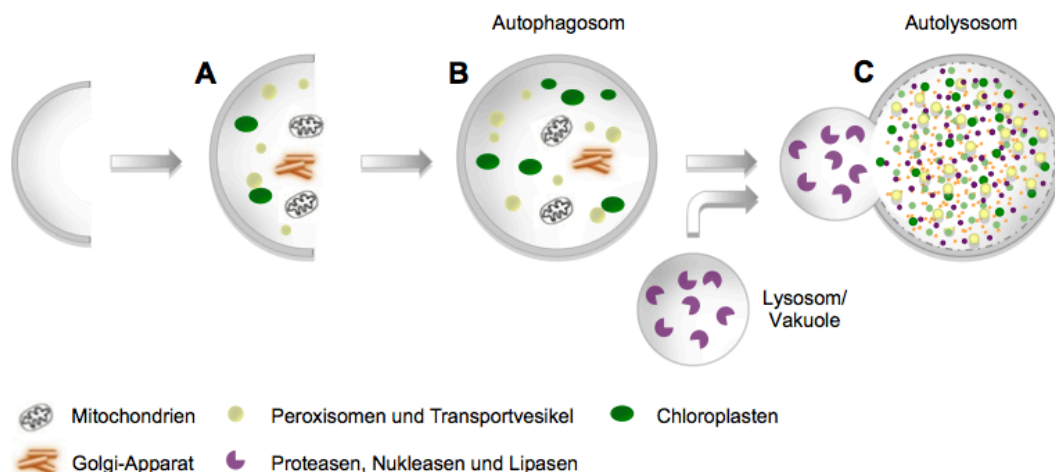 Autophagosom
Autolysosom
A
B
C
Lysosom/
Vakuole
Mitochondrien
Peroxisomen und Transportvesikel
Chloroplasten
Golgi-Apparat
Proteasen, Nukleasen und Lipasen